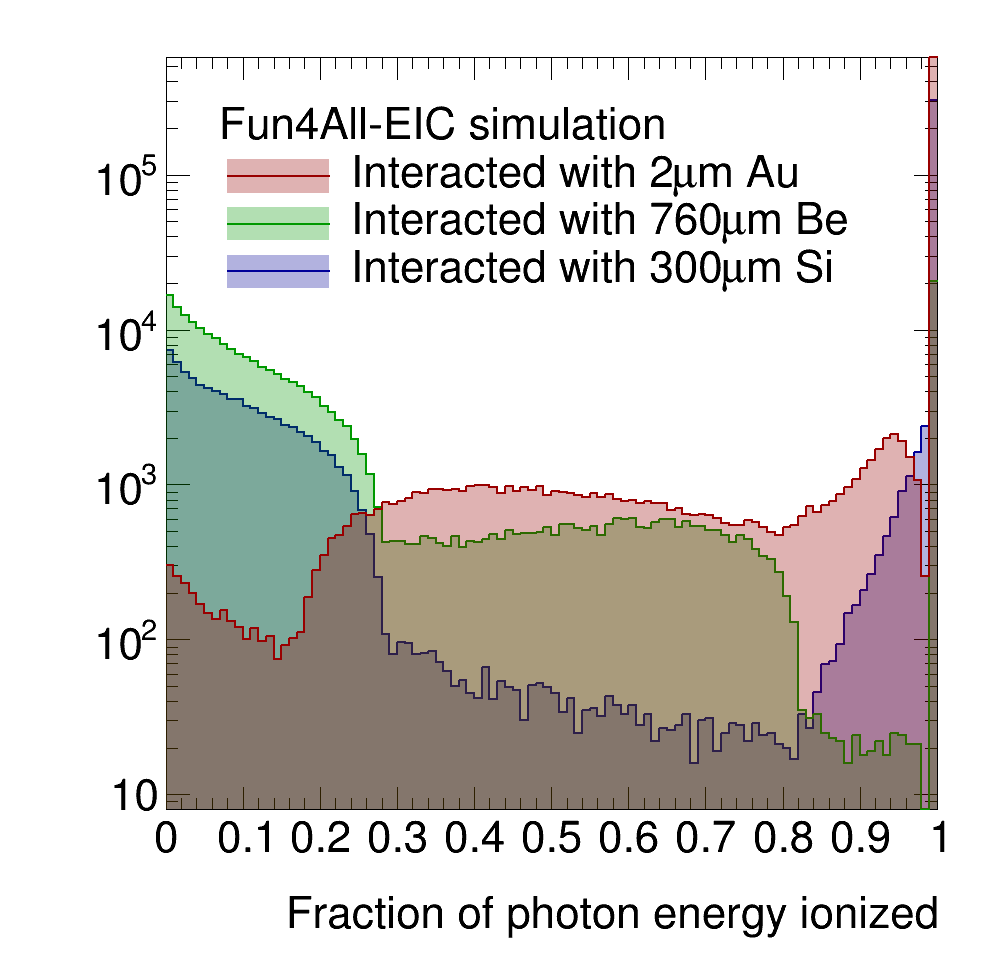 Fun4All-EIC simulation
Interacted with 2μm Au
Interacted with 760μm Be
Interacted with 300μm Si
10⁵
10⁴
10³
10²
10
0 0.1 0.2 0.3 0.4 0.5 0.6 0.7 0.8 0.9 1
Fraction of photon energy ionized